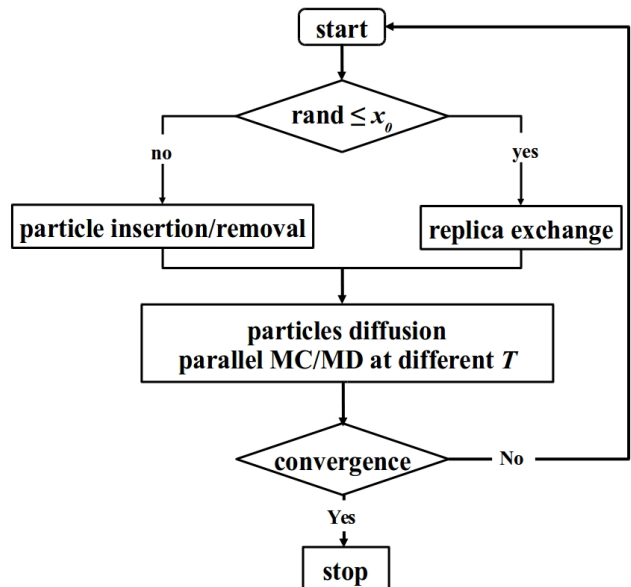 start
rand ≤ x₀
no
yes
particle insertion/removal
replica exchange
particles diffusion
parallel MC/MD at different T
convergence
No
Yes
stop